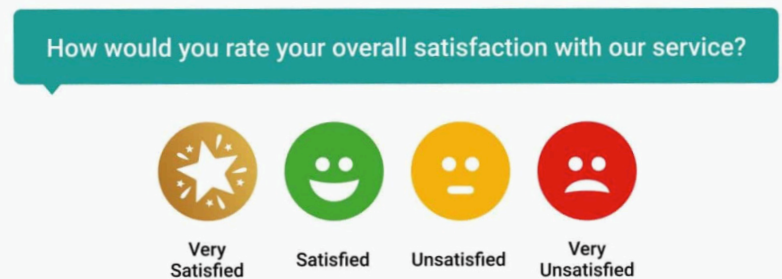 How would you rate your overall satisfaction with our service?
Very
Satisfied
Satisfied
Unsatisfied
Very
Unsatisfied